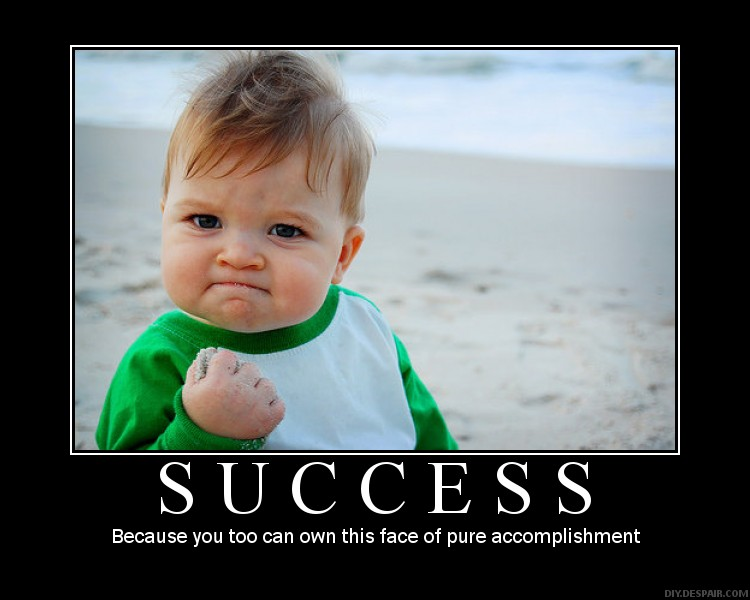 SUCCESS
Because you too can own this face of pure accomplishment
DIY.DESPAIR.COM